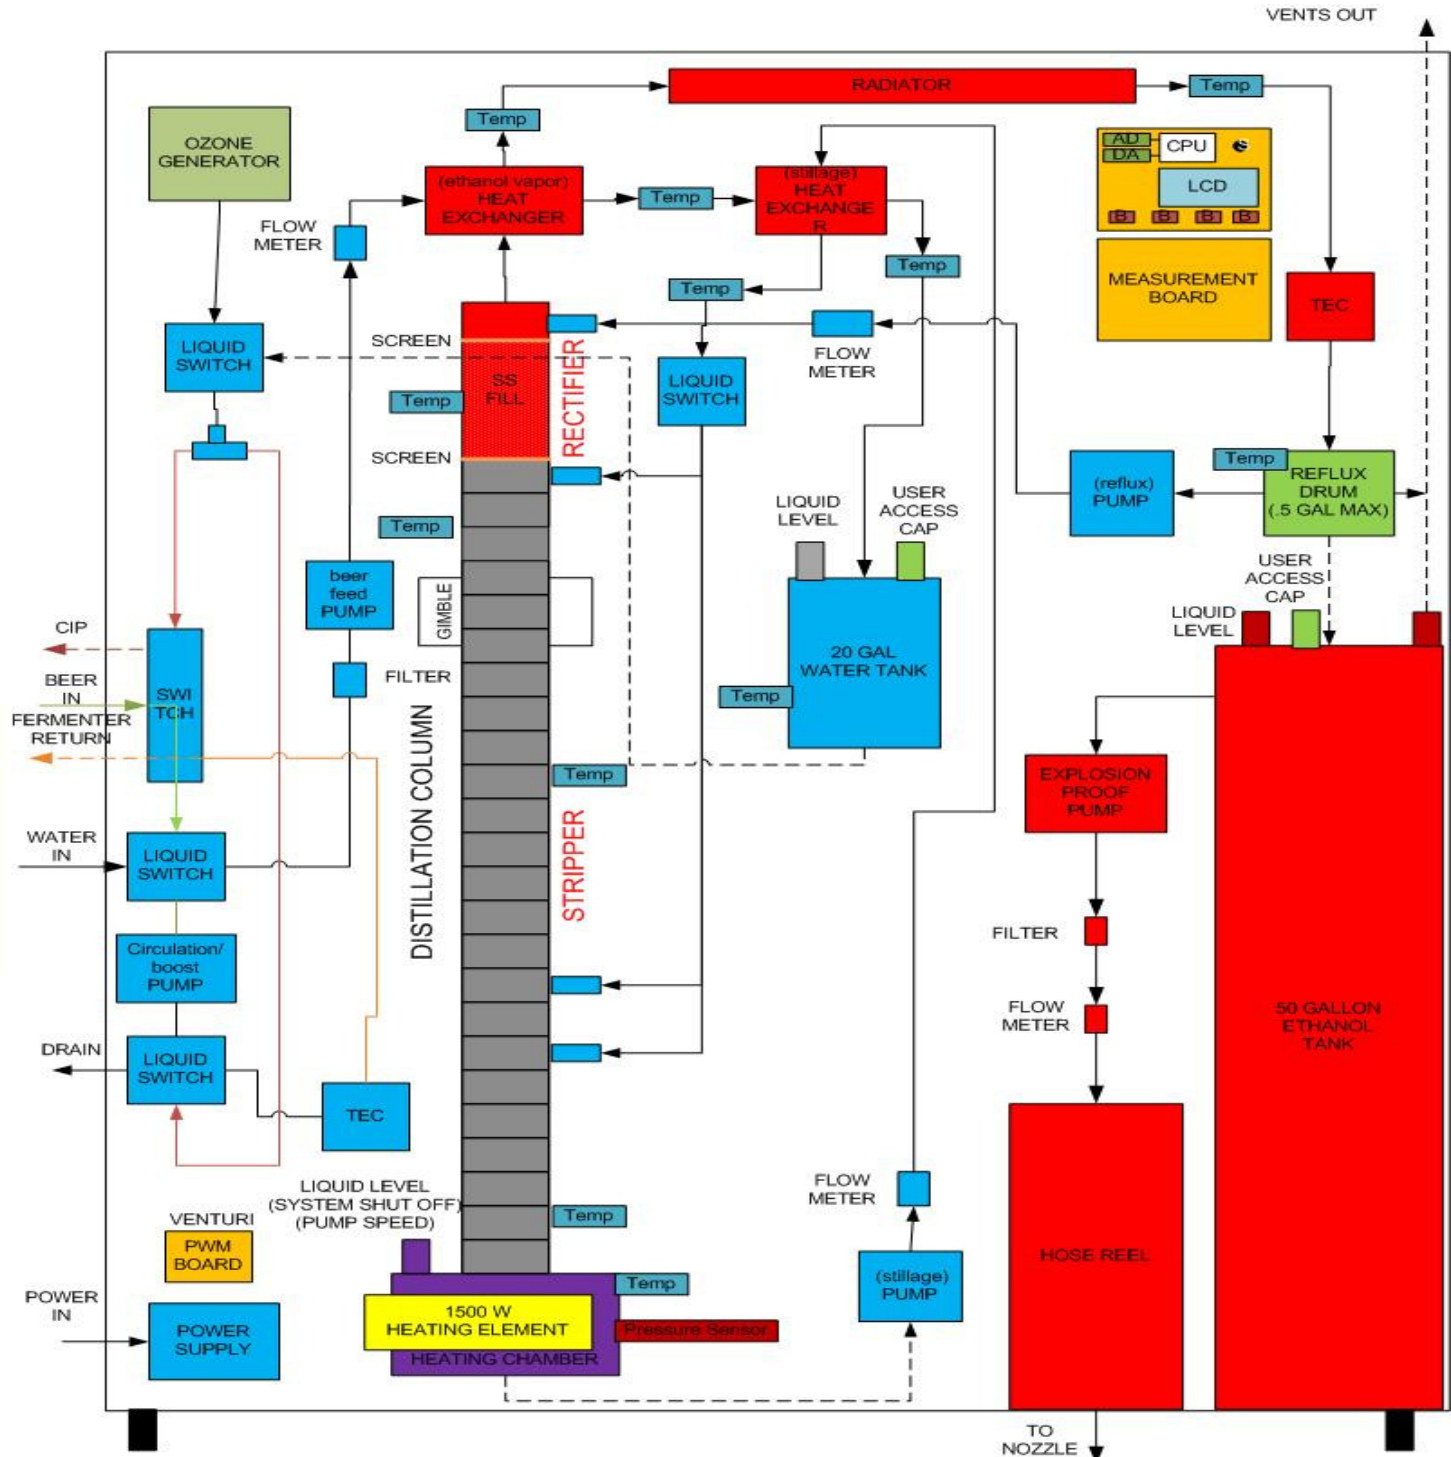 VENTS OUT
RADIATOR
Temp
Temp
OZONE
GENERATOR
(ethanol vapor)
HEAT
EXCHANGER
Temp
(stillage)
HEAT
EXCHANGE
R
AD
DA
CPU
LCD
B
B
B
B
FLOW
METER
Temp
Temp
MEASUREMENT
BOARD
TEC
LIQUID
SWITCH
SCREEN
SS
FILL
RECTIFIER
Temp
FLOW
METER
LIQUID
SWITCH
SCREEN
Temp
Temp
REFLUX
DRUM
(.5 GAL MAX)
(reflux)
PUMP
LIQUID
LEVEL
USER
ACCESS
CAP
beer
feed
PUMP
GIMBLE
USER
ACCESS
CAP
LIQUID
LEVEL
CIP
BEER
IN
FERMENTER
RETURN
SWI
TCH
FILTER
20 GAL
WATER TANK
Temp
DISTILLATION COLUMN
Temp
STRIPPER
EXPLOSION
PROOF
PUMP
WATER
IN
LIQUID
SWITCH
Circulation/
boost
PUMP
FILTER
FLOW
METER
50 GALLON
ETHANOL
TANK
DRAIN
LIQUID
SWITCH
TEC
LIQUID LEVEL
(SYSTEM SHUT OFF)
(PUMP SPEED)
Temp
FLOW
METER
VENTURI
PWM
BOARD
HOSE REEL
(stillage)
PUMP
Temp
POWER
IN
POWER
SUPPLY
1500 W
HEATING ELEMENT
Pressure Sensor
HEATING CHAMBER
TO
NOZZLE